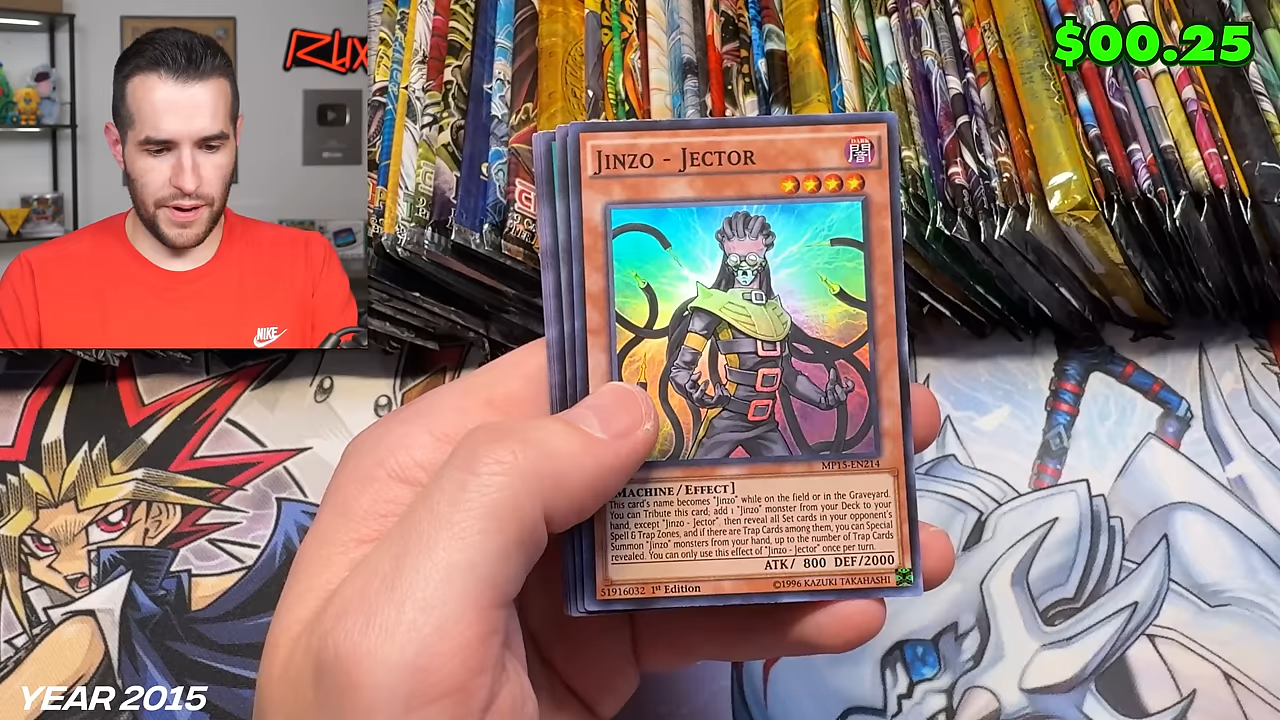 RUX
$00.25
JINZO - JECTOR
DARK
闇
MP15-EN214
[MACHINE/EFFECT]
This card's name becomes "Jinzo" while on the field or in the Graveyard.
You can Tribute this card; add 1 "Jinzo" monster from your Deck to your
hand, except "Jinzo - Jector" then reveal all Set cards in your opponent's
Spell & Trap Zones, and if there are Trap Cards among them, you can Special
Summon "Jinzo" monsters from your hand, up to the number of Trap Cards
revealed. You can only use this effect of "Jinzo - Jector" once per turn.
ATK/ 800 DEF/2000
51916032 1st Edition
©1996 KAZUKI TAKAHASHI
NIKE
YEAR 2015